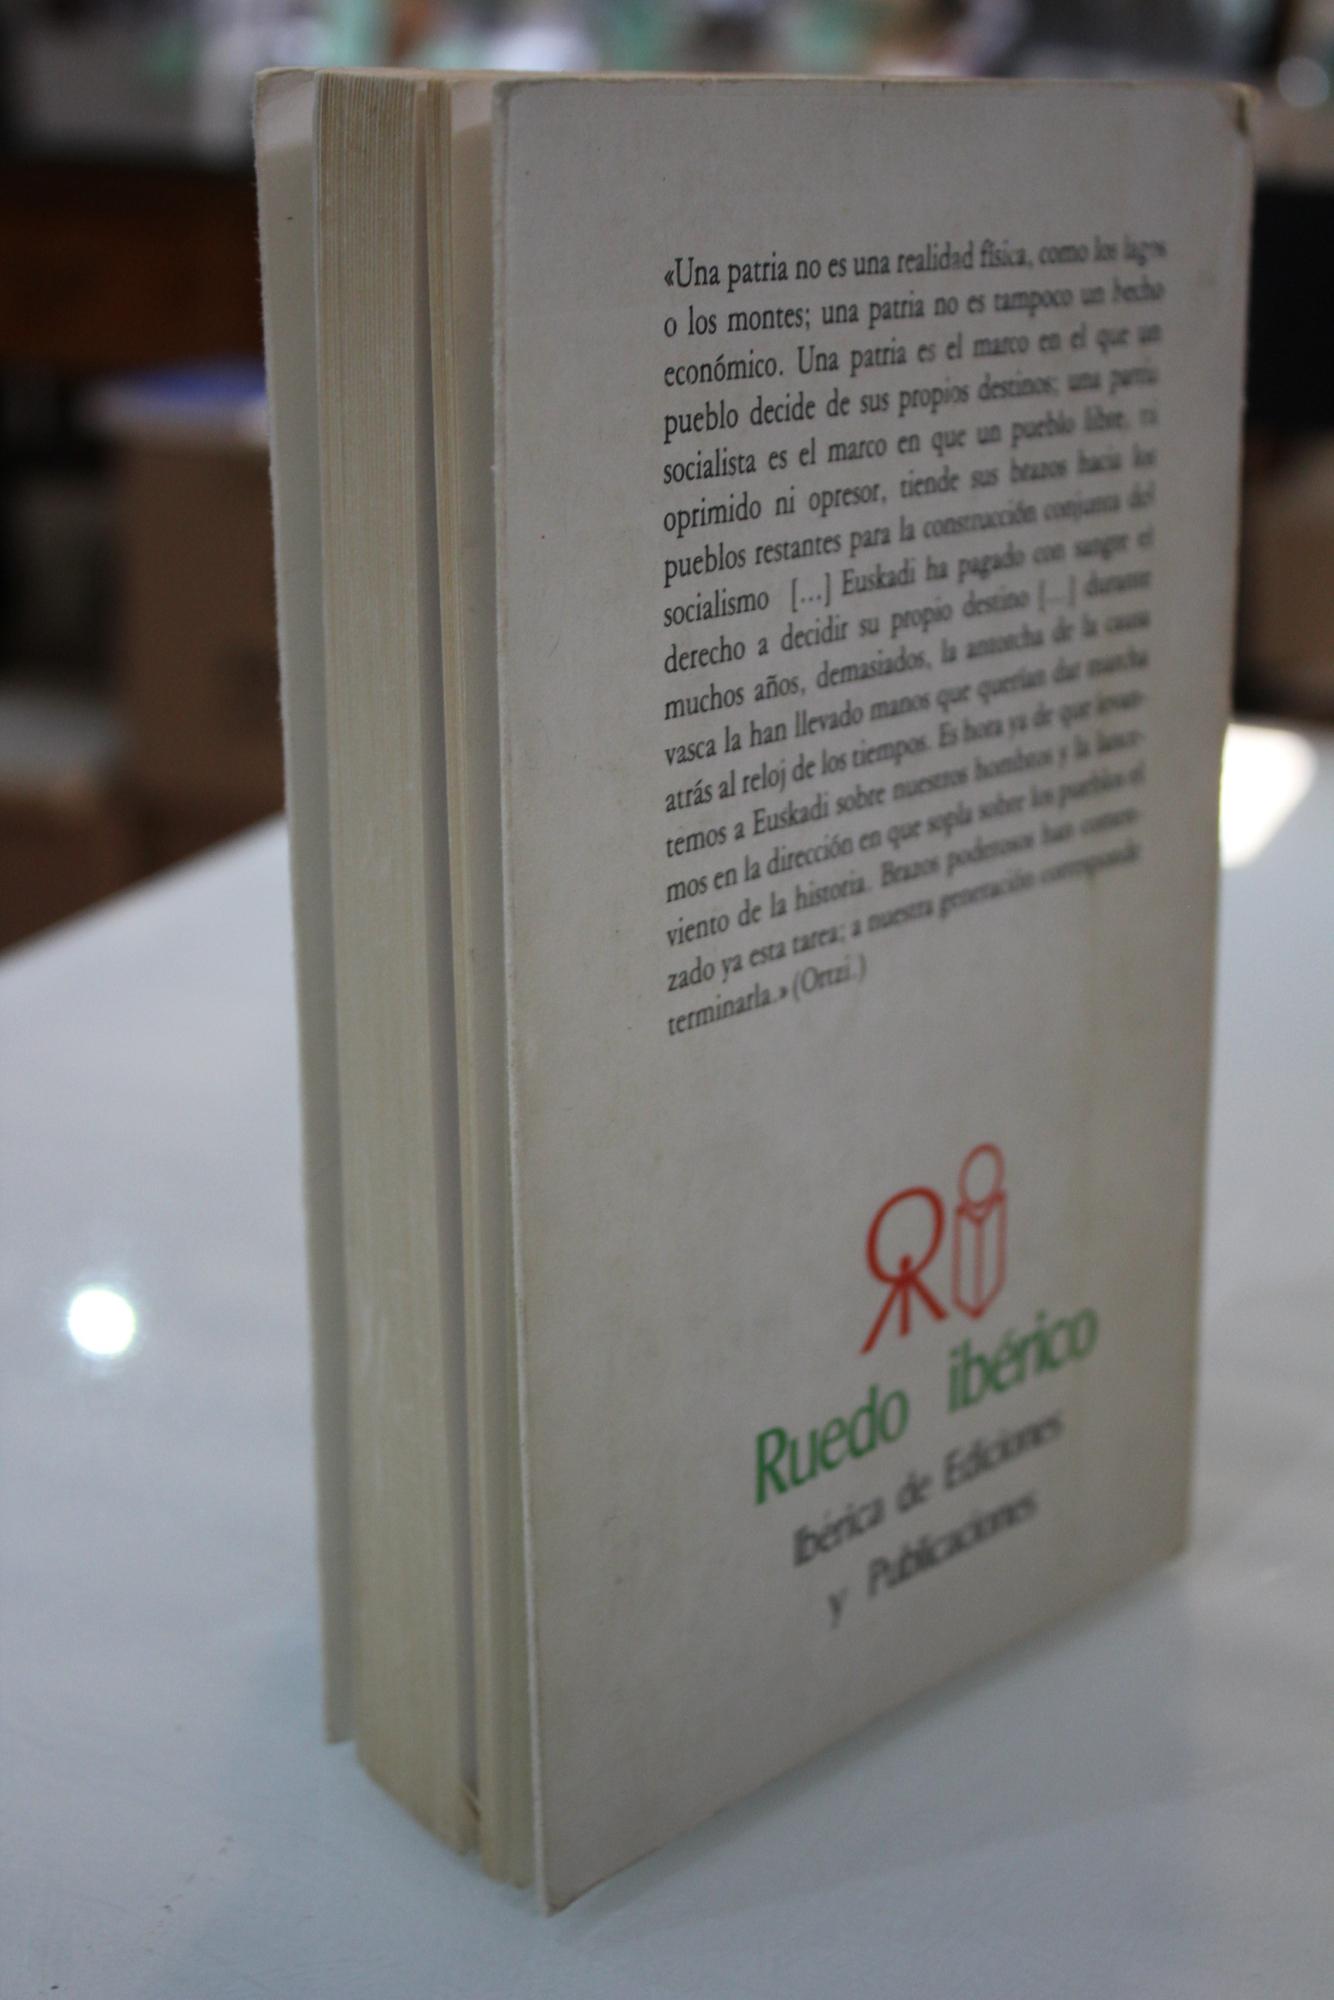 «Una patria no es una realidad física, como los lagos
o los montes; una patria no es tampoco un hecho
económico. Una patria es el marco en el que un
pueblo decide de sus propios destinos; una patria
socialista es el marco en que un pueblo libre, ni
oprimido ni opresor, tiende sus brazos hacia los
pueblos restantes para la construcción conjunta del
socialismo [...] Euskadi ha pagado con sangre el
derecho a decidir su propio destino [...] durante
muchos años, demasiados, la antorcha de la causa
vasca la han llevado manos que querían dar marcha
atrás al reloj de los tiempos. Es hora ya de que levan-
temos a Euskadi sobre nuestros hombros y la lance-
mos en la dirección en que sopla sobre los pueblos el
viento de la historia. Brazos poderosos han comen-
zado ya esta tarea; a nuestra generación corresponde
terminarla.» (Ortzi.)
Ruedo ibérico
Ibérica de Ediciones
y Publicaciones